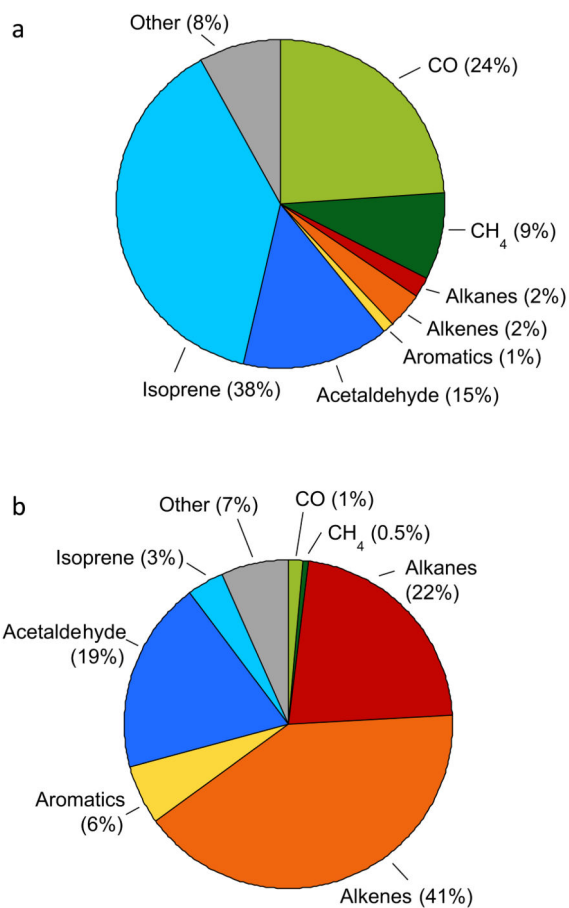 a
Other (8%)
CO (24%)
CH4 (9%)
Alkanes (2%)
Alkenes (2%)
Aromatics (1%)
Acetaldehyde (15%)
Isoprene (38%)
b
Other (7%)
CO (1%)
CH4 (0.5%)
Isoprene (3%)
Alkanes
(22%)
Acetaldehyde
(19%)
Aromatics
(6%)
Alkenes (41%)